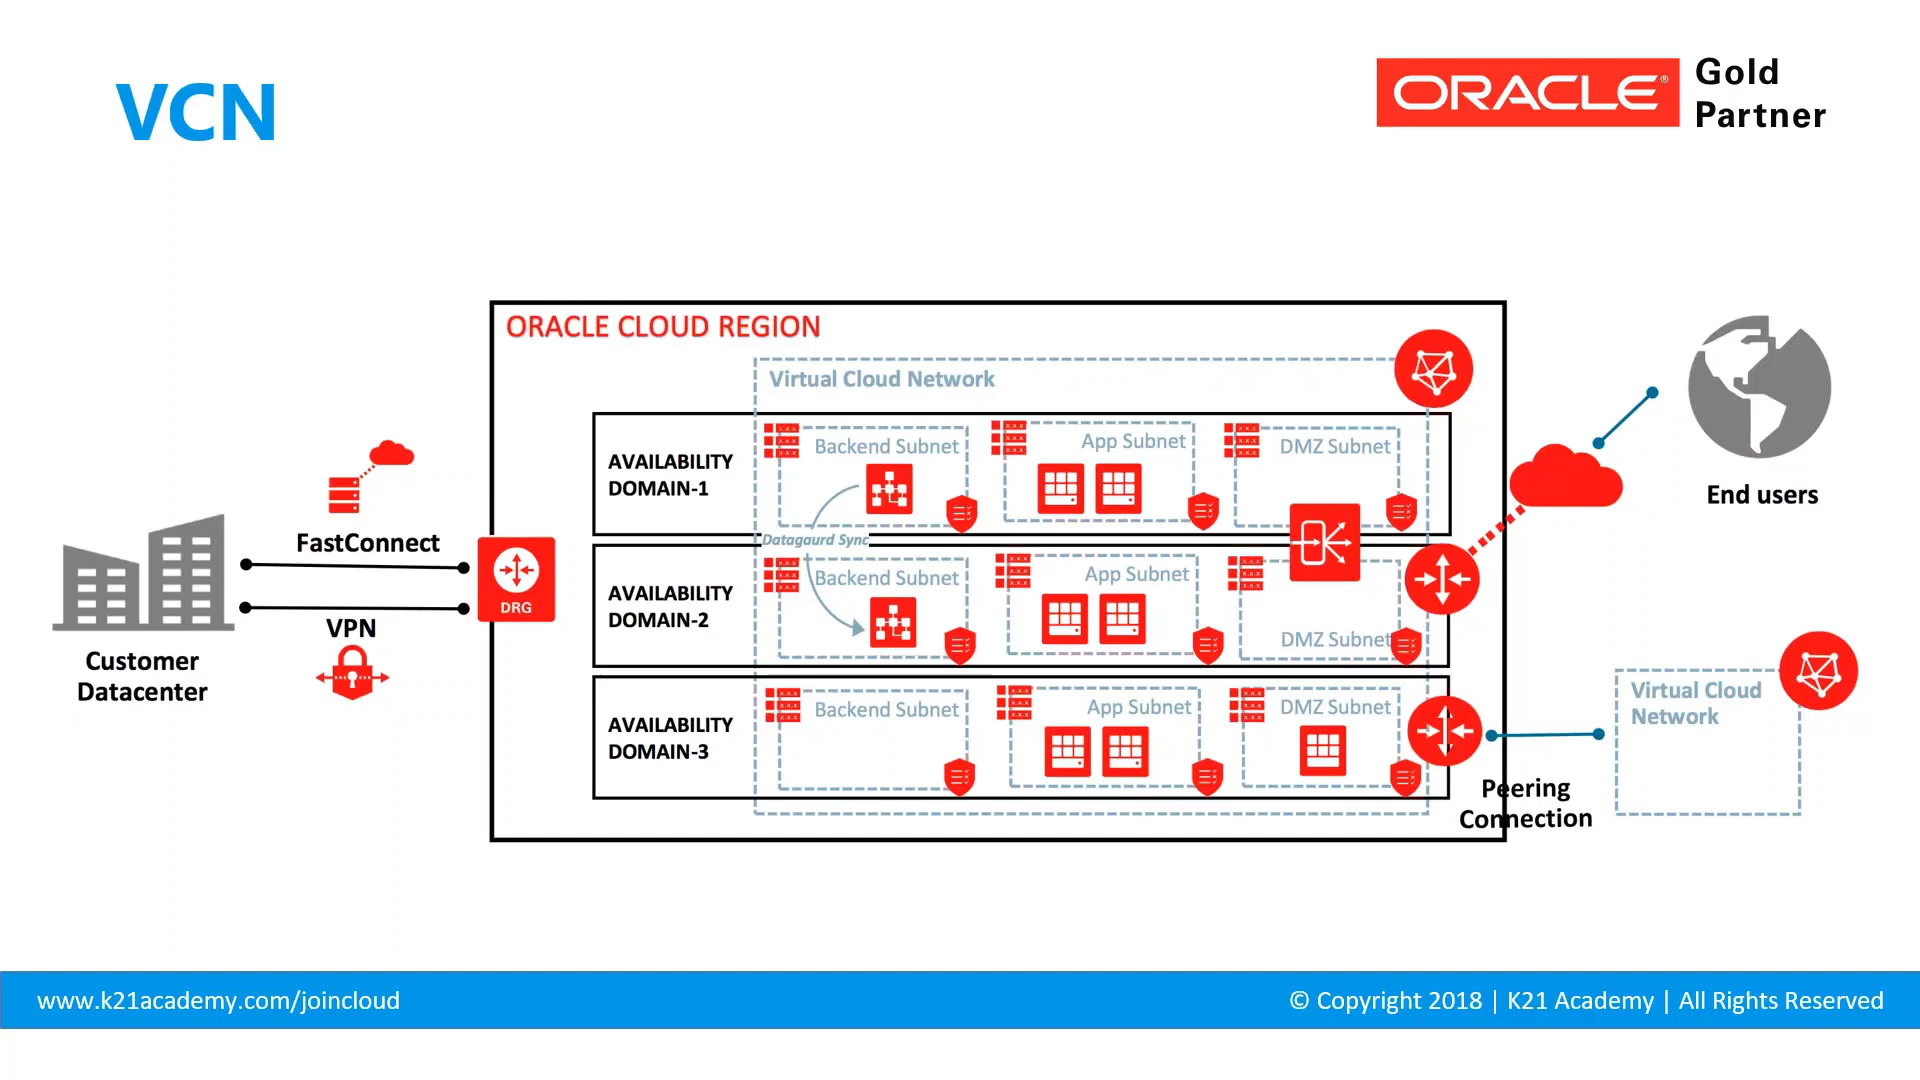 VCN
ORACLE®
Gold
Partner
ORACLE CLOUD REGION
Virtual Cloud Network
AVAILABILITY
DOMAIN-1
Backend Subnet
App Subnet
DMZ Subnet
Datagaurd Sync
AVAILABILITY
DOMAIN-2
Backend Subnet
App Subnet
DMZ Subnet
AVAILABILITY
DOMAIN-3
Backend Subnet
App Subnet
DMZ Subnet
FastConnect
VPN
DRG
Customer
Datacenter
End users
Virtual Cloud
Network
Peering
Connection
www.k21academy.com/joincloud
© Copyright 2018 | K21 Academy | All Rights Reserved